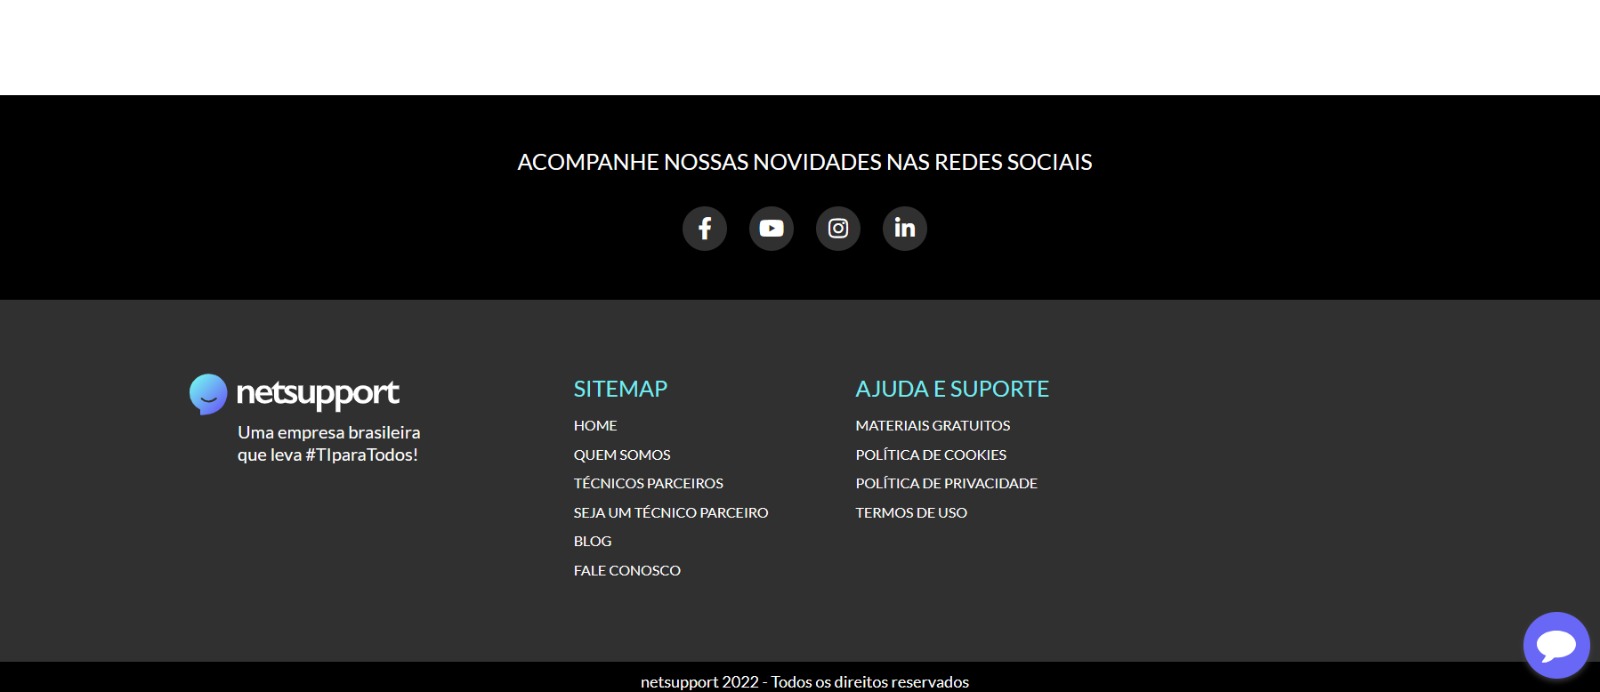 ACOMPANHE NOSSAS NOVIDADES NAS REDES SOCIAIS
netsupport
Uma empresa brasileira
que leva #TIparaTodos!
SITEMAP
HOME
QUEM SOMOS
TÉCNICOS PARCEIROS
SEJA UM TÉCNICO PARCEIRO
BLOG
FALE CONOSCO
AJUDA E SUPORTE
MATERIAIS GRATUITOS
POLÍTICA DE COOKIES
POLÍTICA DE PRIVACIDADE
TERMOS DE USO
netsupport 2022 - Todos os direitos reservados